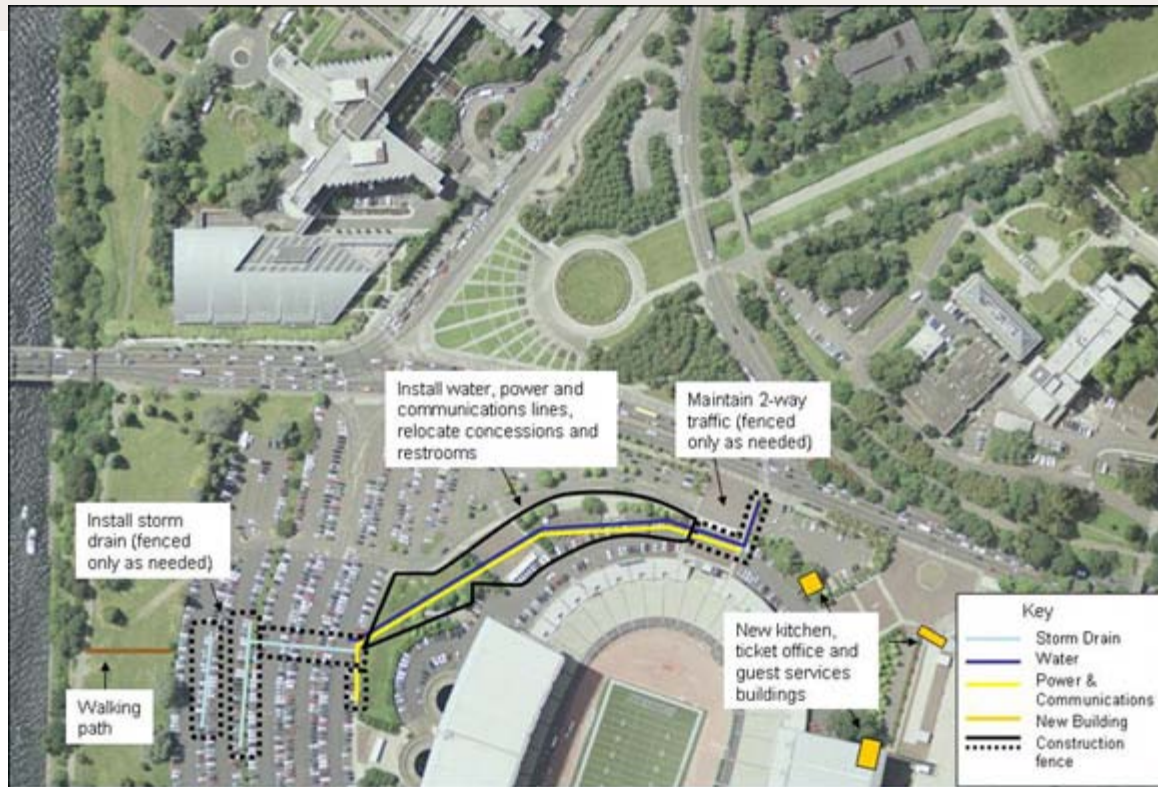 Install water, power and
communications lines,
relocate concessions and
restrooms
Maintain 2-way
traffic (fenced
only as needed)
Install storm
drain (fenced
only as needed)
Walking
path
New kitchen,
ticket office and
guest services
buildings
Key
Storm Drain
Water
Power &
Communications
New Building
Construction
fence